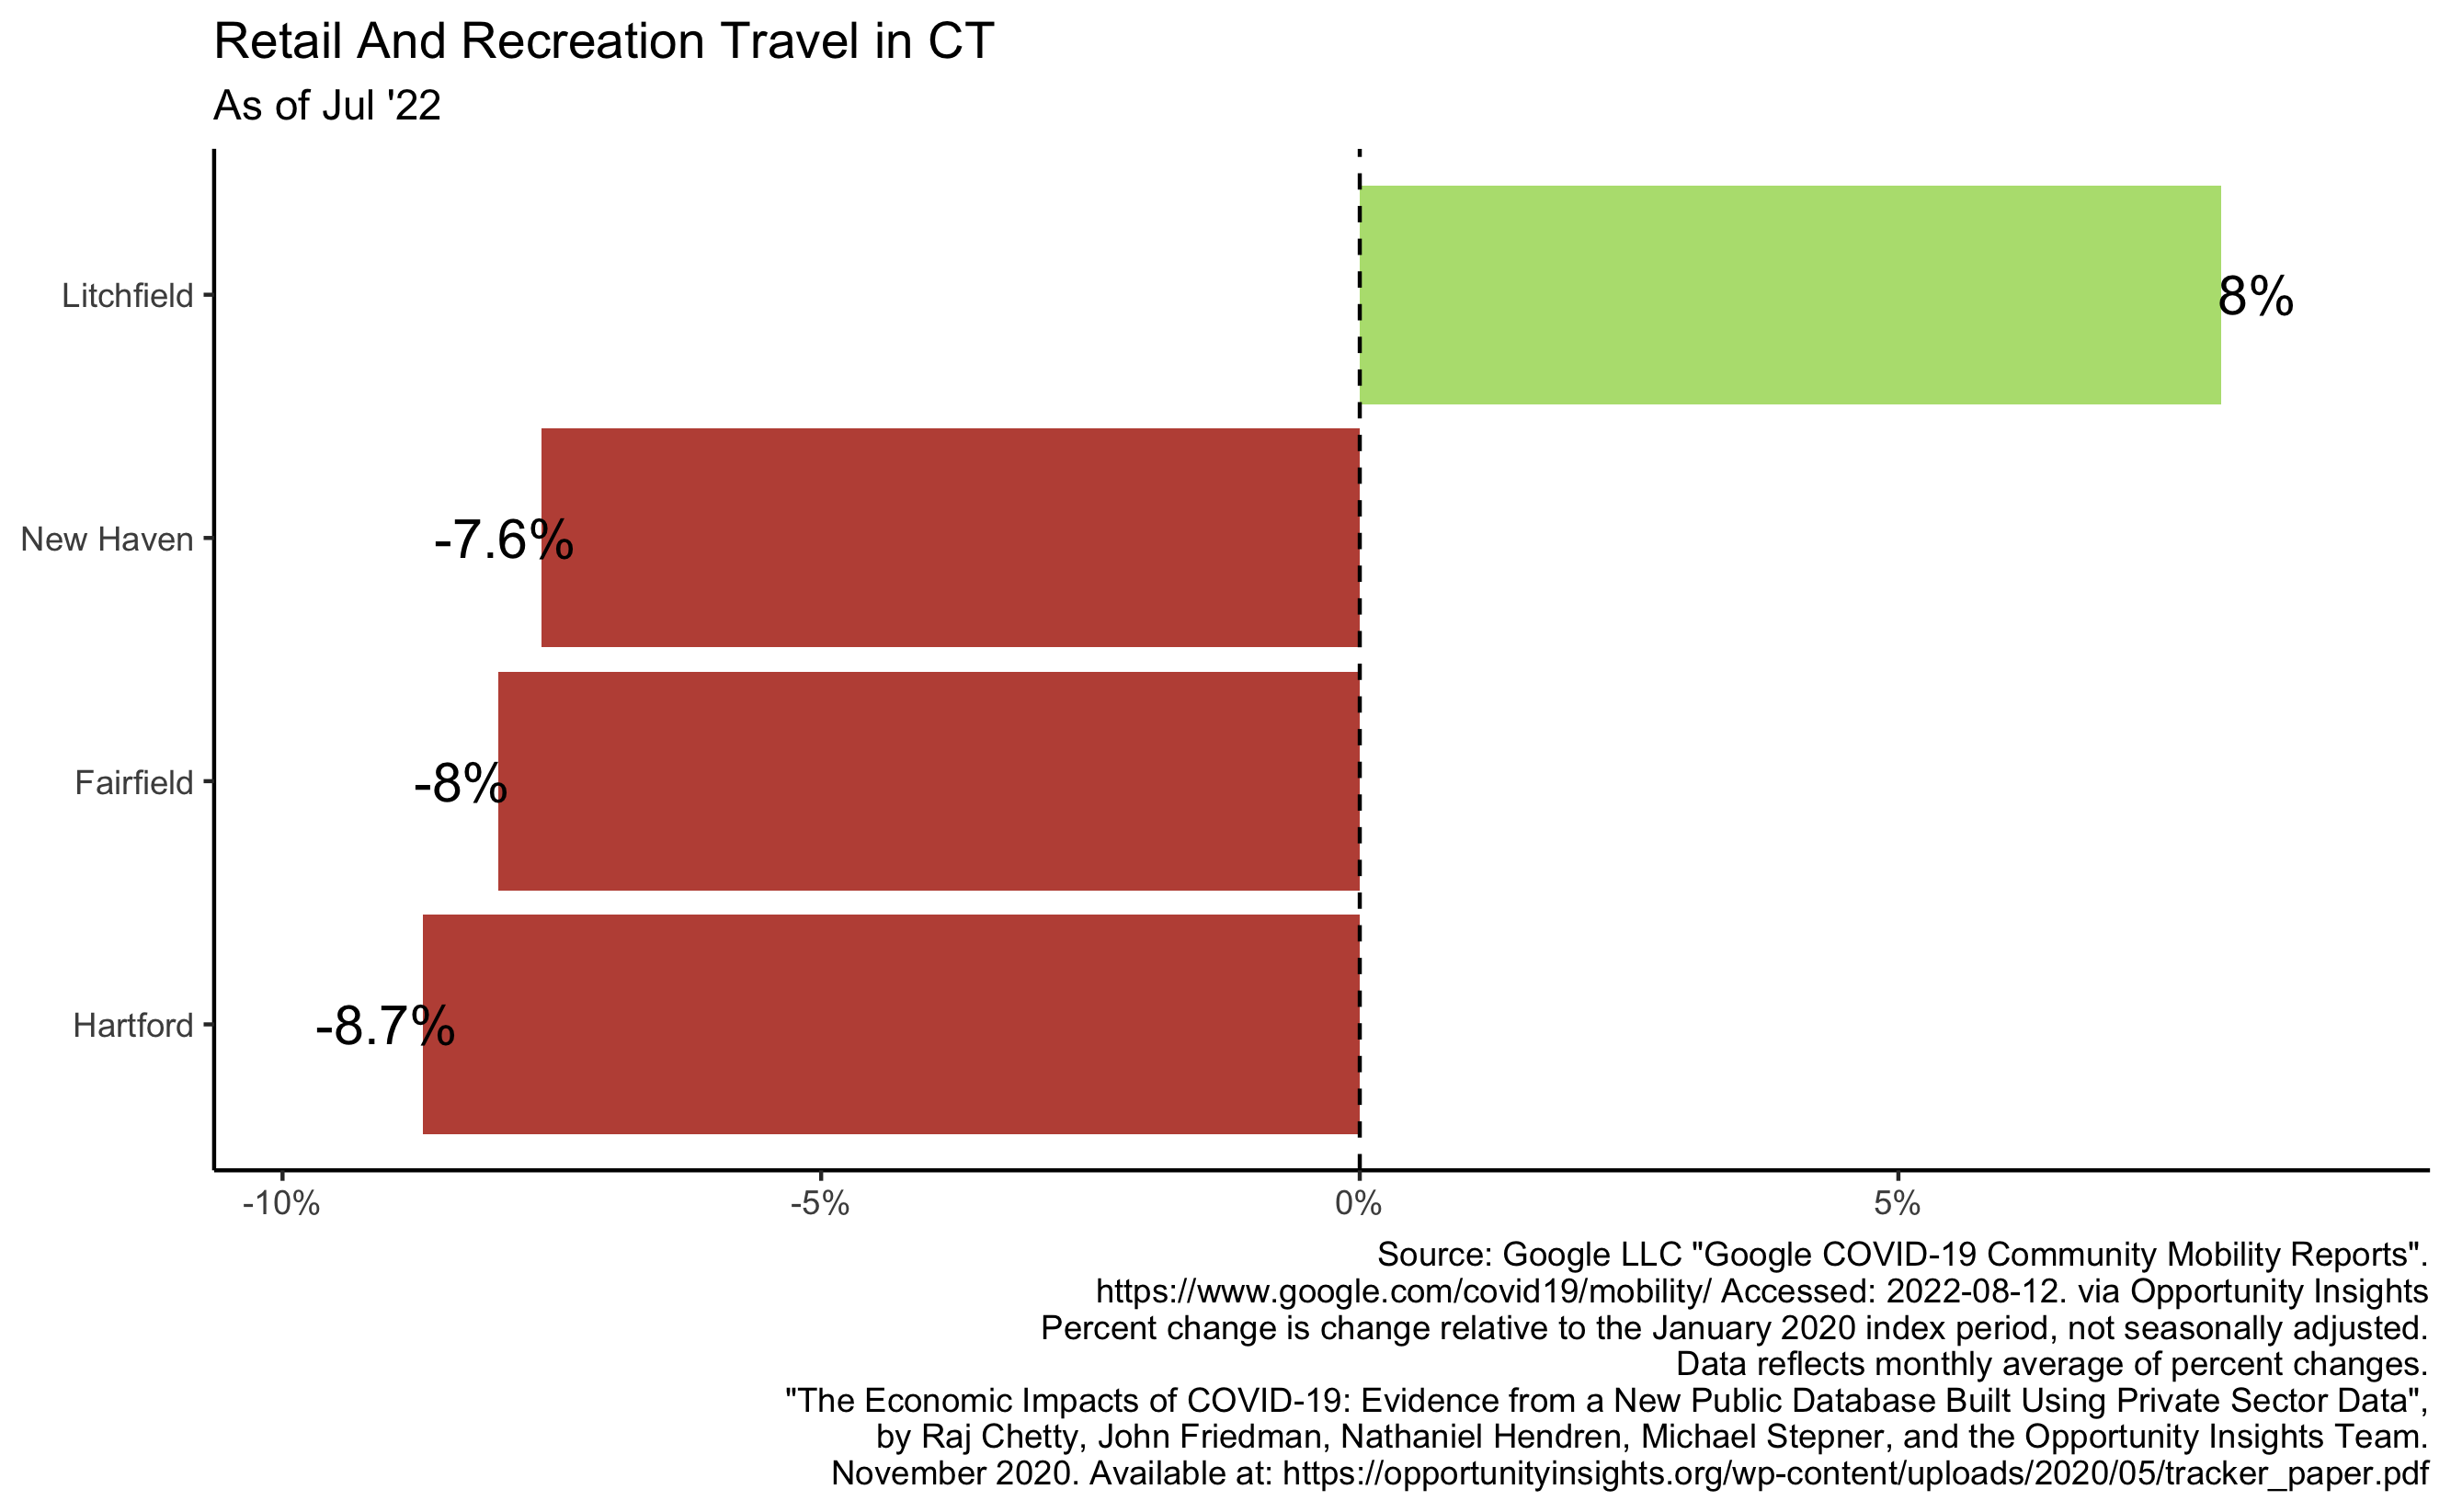 Retail And Recreation Travel in CT
As of Jul '22
Litchfield
8%
New Haven
-7.6%
Fairfield
-8%
Hartford
-8.7%
-10%
-5%
0%
5%
Source: Google LLC "Google COVID-19 Community Mobility Reports".
https://www.google.com/covid19/mobility/ Accessed: 2022-08-12. via Opportunity Insights
Percent change is change relative to the January 2020 index period, not seasonally adjusted.
Data reflects monthly average of percent changes.
"The Economic Impacts of COVID-19: Evidence from a New Public Database Built Using Private Sector Data",
by Raj Chetty, John Friedman, Nathaniel Hendren, Michael Stepner, and the Opportunity Insights Team.
November 2020. Available at: https://opportunityinsights.org/wp-content/uploads/2020/05/tracker_paper.pdf